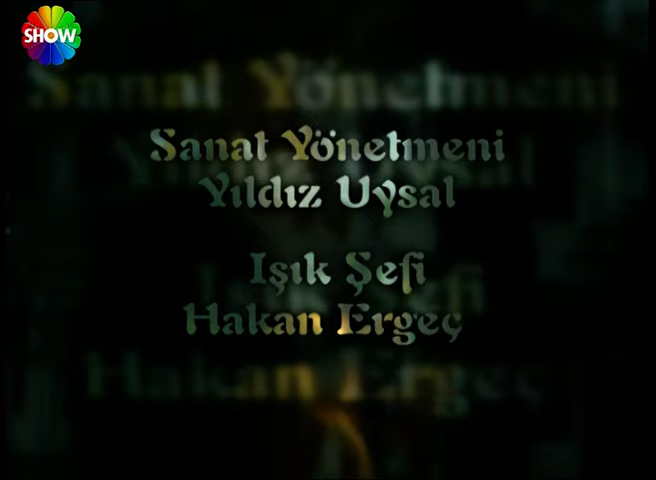 SHOW
Sanat Yönetmeni
Yıldız Uysal
Işık Şefi
Hakan Ergeç